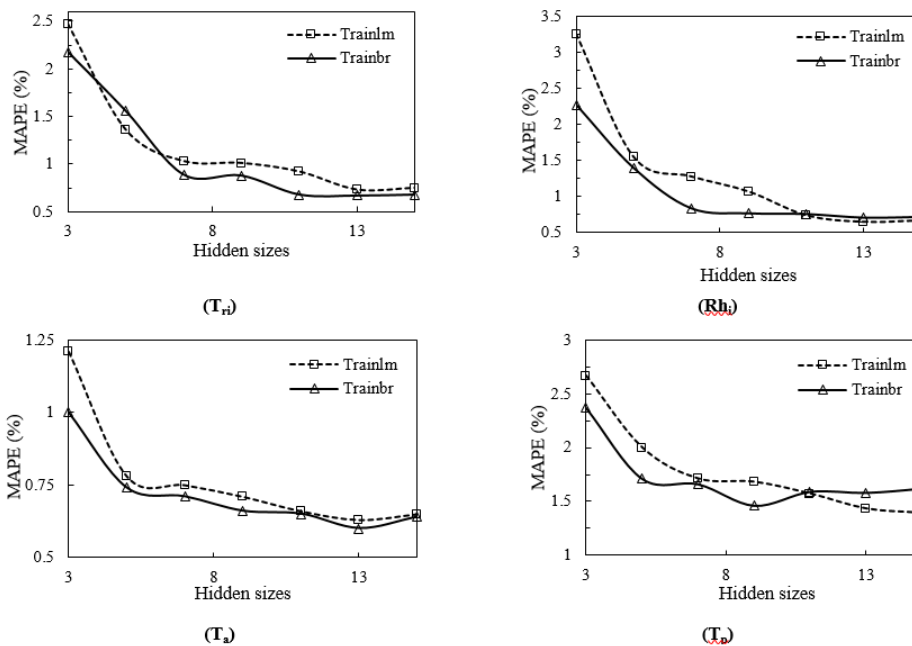 MAPE (%)
2.5
2
1.5
1
0.5
3
8
13
Hidden sizes
Trainlm
Trainbr
(Tri)
MAPE (%)
3.5
3
2.5
2
1.5
1
0.5
3
8
13
Hidden sizes
Trainlm
Trainbr
(Rhi)
MAPE (%)
1.25
1
0.75
0.5
3
8
13
Hidden sizes
Trainlm
Trainbr
(Ta)
MAPE (%)
3
2.5
2
1.5
1
3
8
13
Hidden sizes
Trainlm
Trainbr
(Tp)